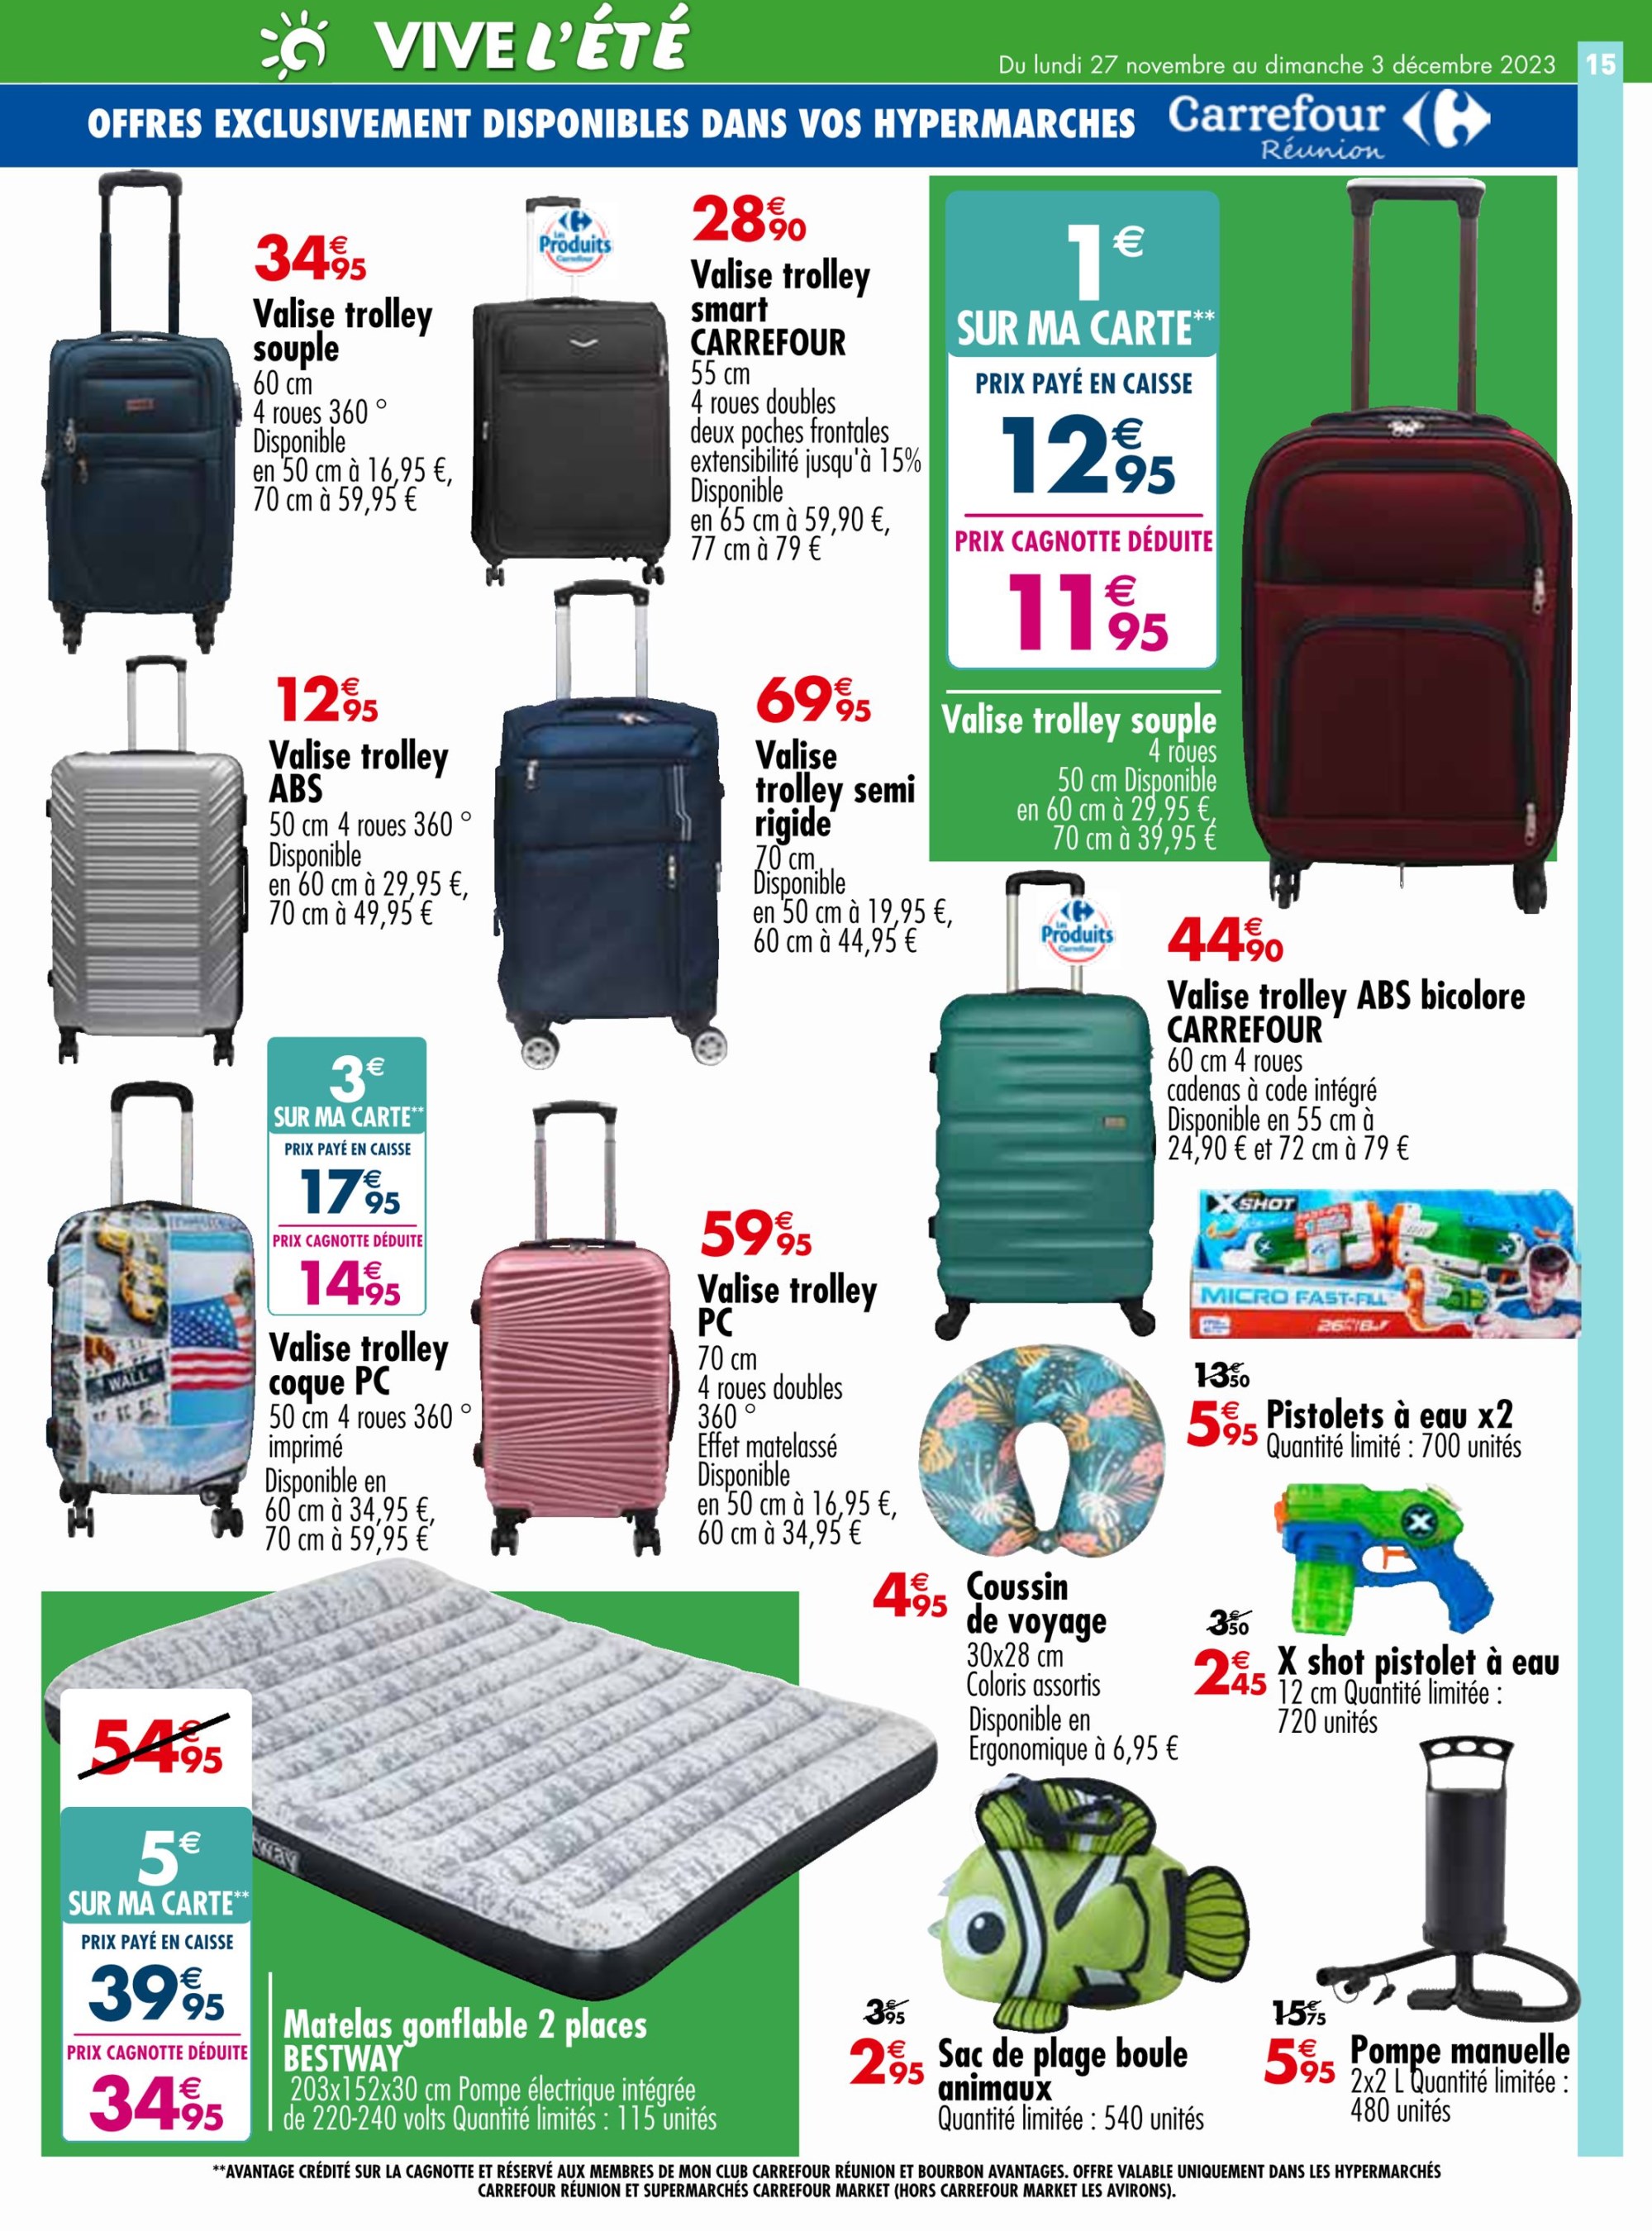 VIVE L'ÉTÉ
Du lundi 27 novembre au dimanche 3 décembre 2023
15
OFFRES EXCLUSIVEMENT DISPONIBLES DANS VOS HYPERMARCHES
Carrefour
Réunion
34€95
Valise trolley
souple
60 cm
4 roues 360 °
Disponible
en 50 cm à 16,95 €,
70 cm à 59,95 €
Les
Produits
Carrefour
28€90
Valise trolley
smart
CARREFOUR
55 cm
4 roues doubles
deux poches frontales
extensibilité jusqu'à 15%
Disponible
en 65 cm à 59,90 €,
77 cm à 79 €
1€
SUR MA CARTE**
PRIX PAYÉ EN CAISSE
12€95
PRIX CAGNOTTE DÉDUITE
11€95
Valise trolley souple
4 roues
50 cm Disponible
en 60 cm à 29,95 €,
70 cm à 39,95 €
12€95
Valise trolley
ABS
50 cm 4 roues 360 °
Disponible
en 60 cm à 29,95 €,
70 cm à 49,95 €
69€95
Valise
trolley semi
rigide
70 cm
Disponible
en 50 cm à 19,95 €,
60 cm à 44,95 €
Les
Produits
Carrefour
44€90
Valise trolley ABS bicolore
CARREFOUR
60 cm 4 roues
cadenas à code intégré
Disponible en 55 cm à
24,90 € et 72 cm à 79 €
3€
SUR MA CARTE**
PRIX PAYÉ EN CAISSE
17€95
PRIX CAGNOTTE DÉDUITE
14€95
WALL
Valise trolley
coque PC
50 cm 4 roues 360 °
imprimé
Disponible en
60 cm à 34,95 €,
70 cm à 59,95 €
59€95
Valise trolley
PC
70 cm
4 roues doubles
360 °
Effet matelassé
Disponible
en 50 cm à 16,95 €,
60 cm à 34,95 €
X-SHOT
MICRO FAST-FILL
13€50
5€95
Pistolets à eau x2
Quantité limité : 700 unités
X
3€50
2€45
X shot pistolet à eau
12 cm Quantité limitée :
720 unités
4€95
Coussin
de voyage
30x28 cm
Coloris assortis
Disponible en
Ergonomique à 6,95 €
54€95
5€
SUR MA CARTE**
PRIX PAYÉ EN CAISSE
39€95
PRIX CAGNOTTE DÉDUITE
34€95
Matelas gonflable 2 places
BESTWAY
203x152x30 cm Pompe électrique intégrée
de 220-240 volts Quantité limités : 115 unités
3€95
2€95
Sac de plage boule
animaux
Quantité limitée : 540 unités
15€75
5€95
Pompe manuelle
2x2 L Quantité limitée :
480 unités
**AVANTAGE CRÉDITÉ SUR LA CAGNOTTE ET RÉSERVÉ AUX MEMBRES DE MON CLUB CARREFOUR RÉUNION ET BOURBON AVANTAGES. OFFRE VALABLE UNIQUEMENT DANS LES HYPERMARCHÉS
CARREFOUR RÉUNION ET SUPERMARCHÉS CARREFOUR MARKET (HORS CARREFOUR MARKET LES AVIRONS).